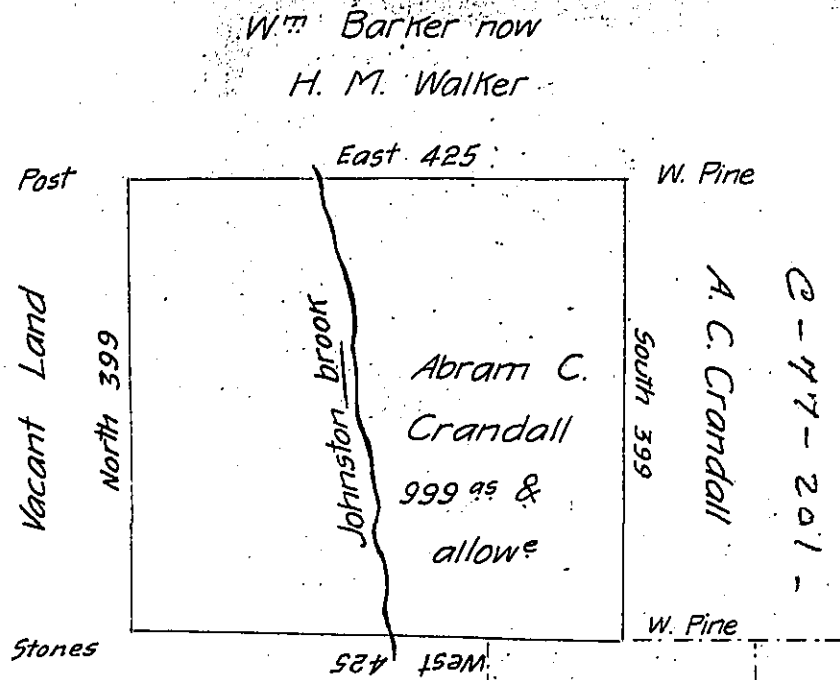 Wm Barker now
H. M. Walker
East 425
Post
W. Pine
Vacant Land
North 399
Johnston brook
Abram C.
Crandall
999 as &
allowe
South 399
A. C. Crandall
C-77-201-
Stones
West 425
W. Pine